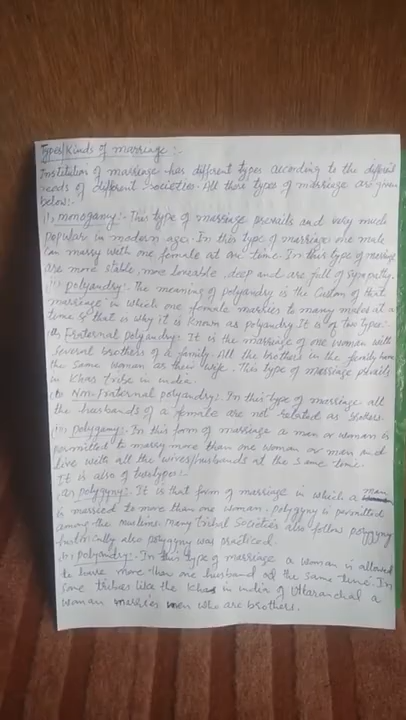 Types/Kinds of marriage :-
Institution of marriage has different types according to the different
needs of different societies. All these types of marriage are given
below:-
(i) monogamy:- This type of marriage prevails and very much
popular in modern age. In this type of marriage one male
can marry with one female at one time. In this type of marriage
are more stable, more loveable, deep and are full of sympathy.
(ii) polyandry: The meaning of polyandry is the custom of that
marriage in which one female marries to many males at a
time & that is why it is known as polyandry. It is of two types:-
(a) Fraternal polyandry: It is the marriage of one woman with
several brothers of a family. All the brothers in the family have
the same woman as their wife. This type of marriage prevails
in Khas tribe in india.
(b) Non-fraternal polyandry: In this type of marriage all
the husbands of a female are not related as brothers.
(iii) polygamy:- In this form of marriage a man or woman is
permitted to marry more than one woman or man and
live with all the wives/husbands at the same time.
It is also of two types:-
(a) polygyny:- It is that form of marriage in which a man
is married to more than one woman. polygyny is permitted
among the muslims. Many tribal Societies also follow polygyny
historically also polygyny was practiced.
(b) polyandry:- In this type of marriage a woman is allowed
to have more than one husband at the same time. In
some tribes like the Khas in india of Uttaranchal a
woman marries men who are brothers.